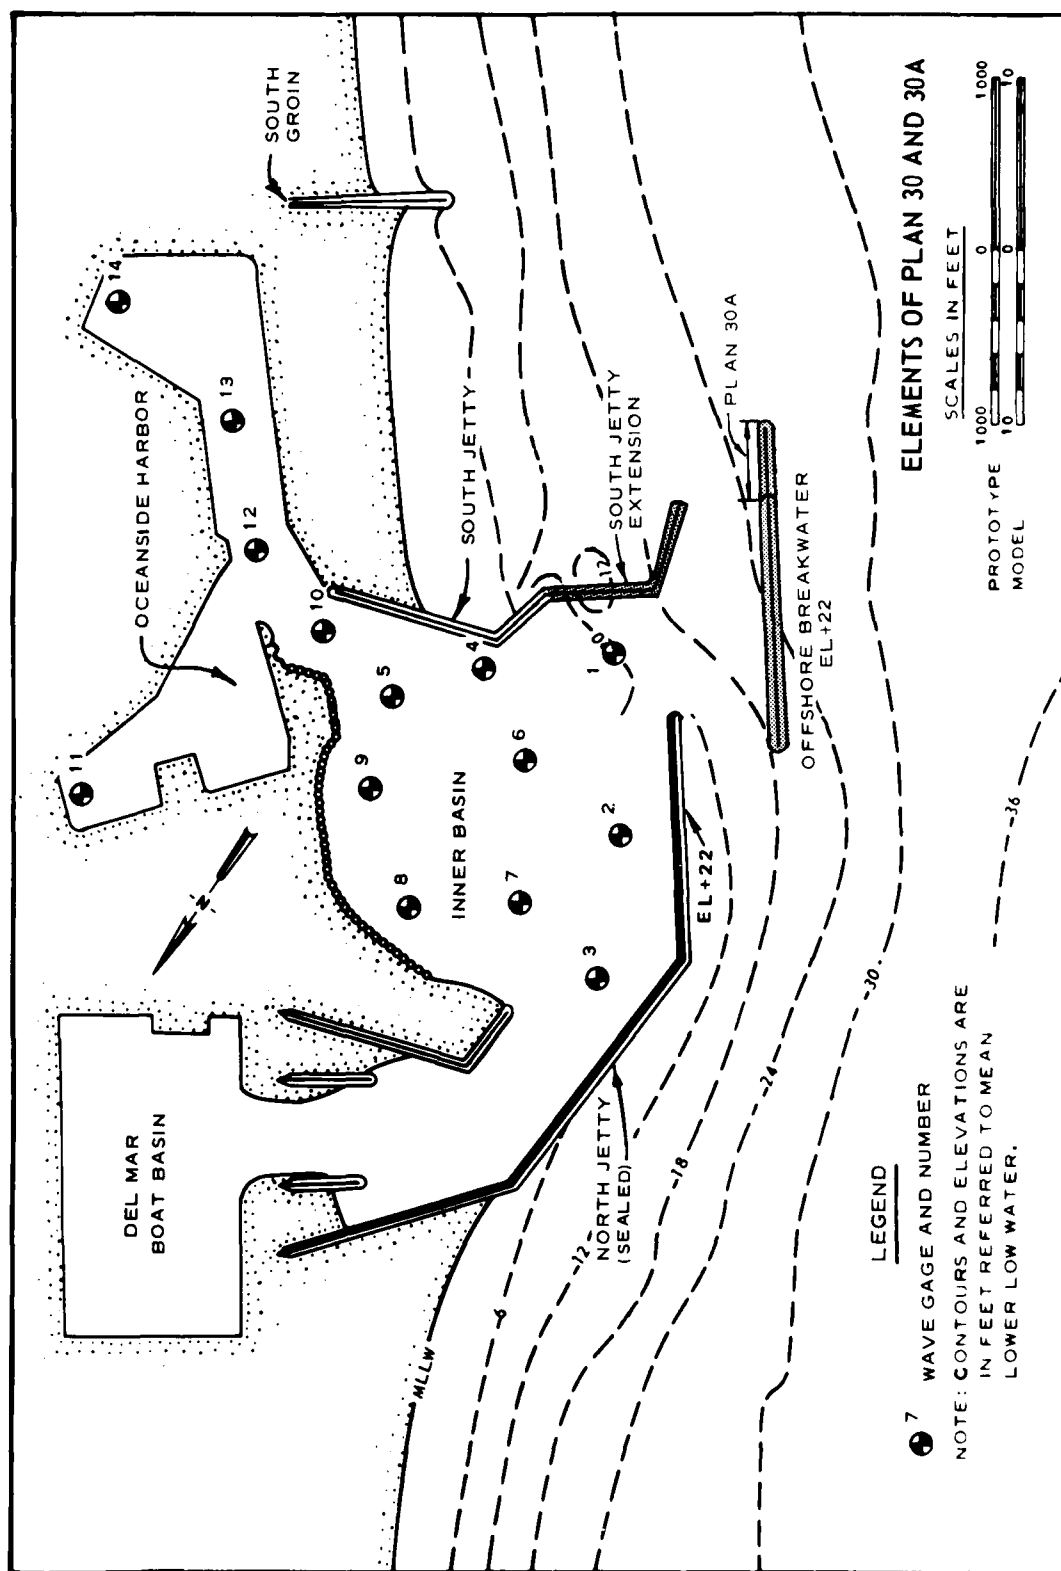 DEL MAR
BOAT BASIN
OCEANSIDE HARBOR
SOUTH
GROIN
11
12
13
14
N
INNER BASIN
8
9
5
10
7
6
4
3
2
1
SOUTH JETTY
SOUTH JETTY
EXTENSION
0
12
MLLW
-6
-12
-18
-24
-30
-36
NORTH JETTY
(SEALED)
EL+22
OFFSHORE BREAKWATER
EL+22
PLAN 30A
LEGEND
7 WAVE GAGE AND NUMBER
NOTE: CONTOURS AND ELEVATIONS ARE
IN FEET REFERRED TO MEAN
LOWER LOW WATER.
ELEMENTS OF PLAN 30 AND 30A
SCALES IN FEET
PROTOTYPE 1000 0 1000
MODEL 10 0 10